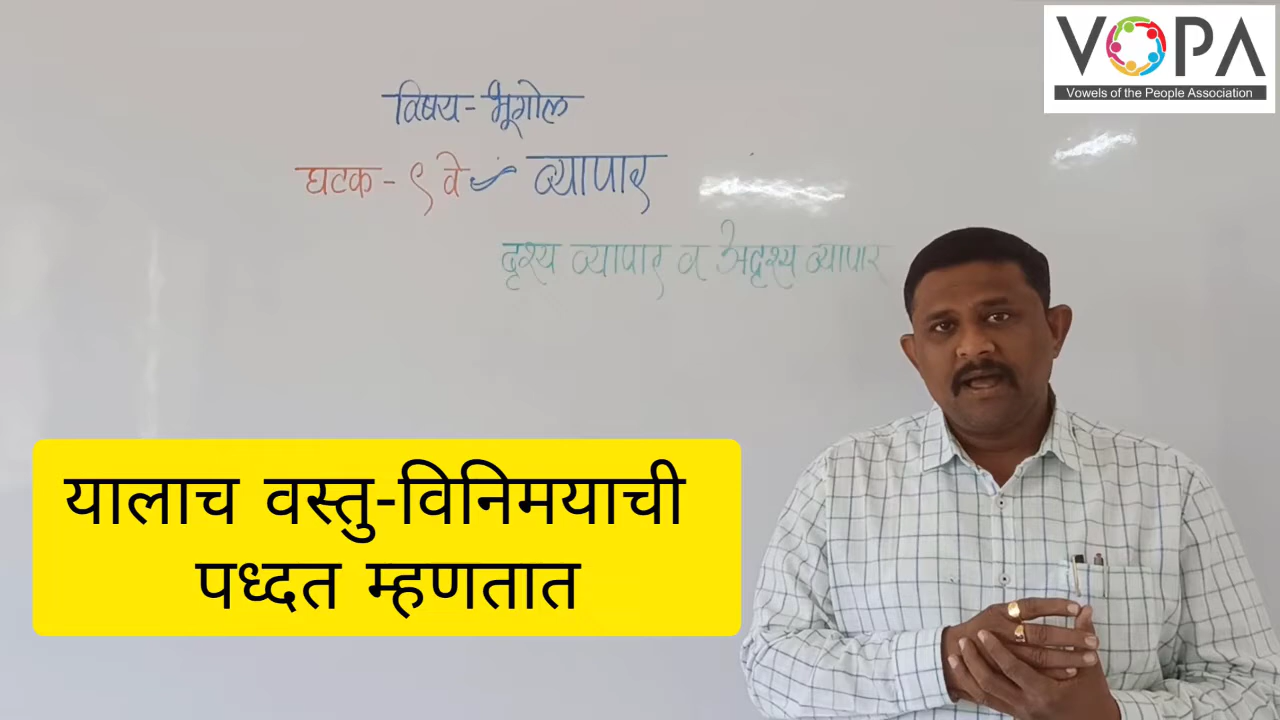 VOPA
Vowels of the People Association
विषय - भूगोल
घटक - ९ वे व्यापार
दृश्य व्यापार व अदृश्य व्यापार
यालाच वस्तु-विनिमयाची
पध्दत म्हणतात